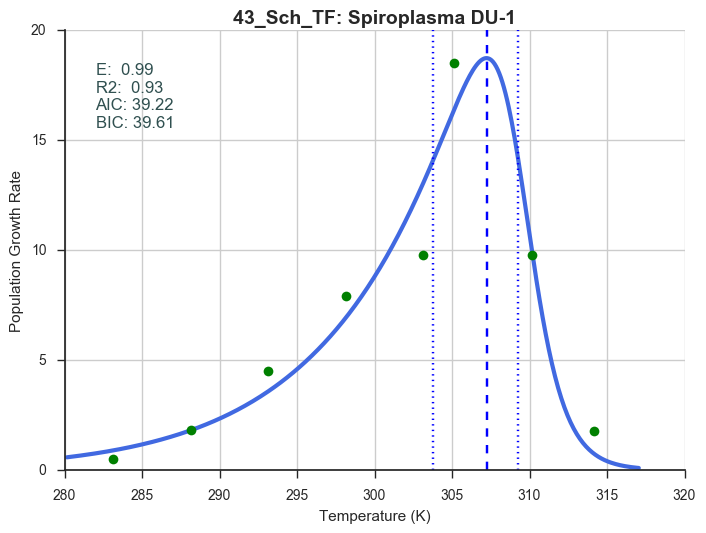 43_Sch_TF: Spiroplasma DU-1
20
E:  0.99
R2:  0.93
AIC: 39.22
BIC: 39.61
15
Population Growth Rate
10
5
0
280 285 290 295 300 305 310 315 320
Temperature (K)